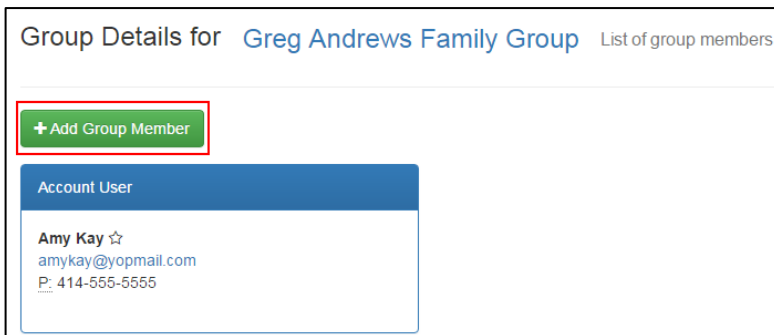 Group Details for Greg Andrews Family Group List of group members
+ Add Group Member
Account User
Amy Kay ☆
amykay@yopmail.com
P: 414-555-5555